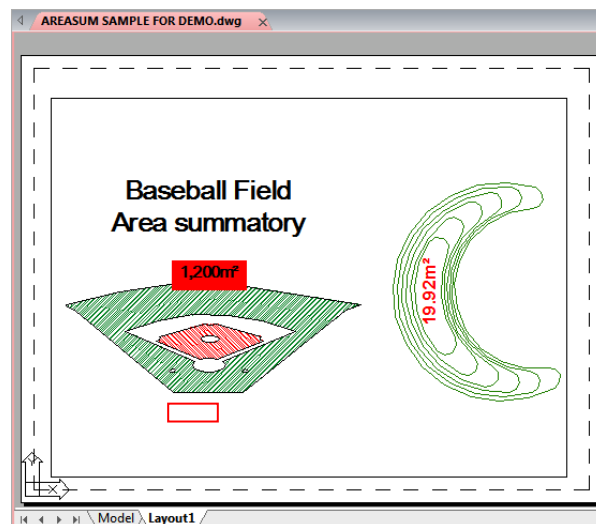 AREASUM SAMPLE FOR DEMO.dwg
Baseball Field
Area summatory
1,200m²
19.92m²
Y
X
Model
Layout1